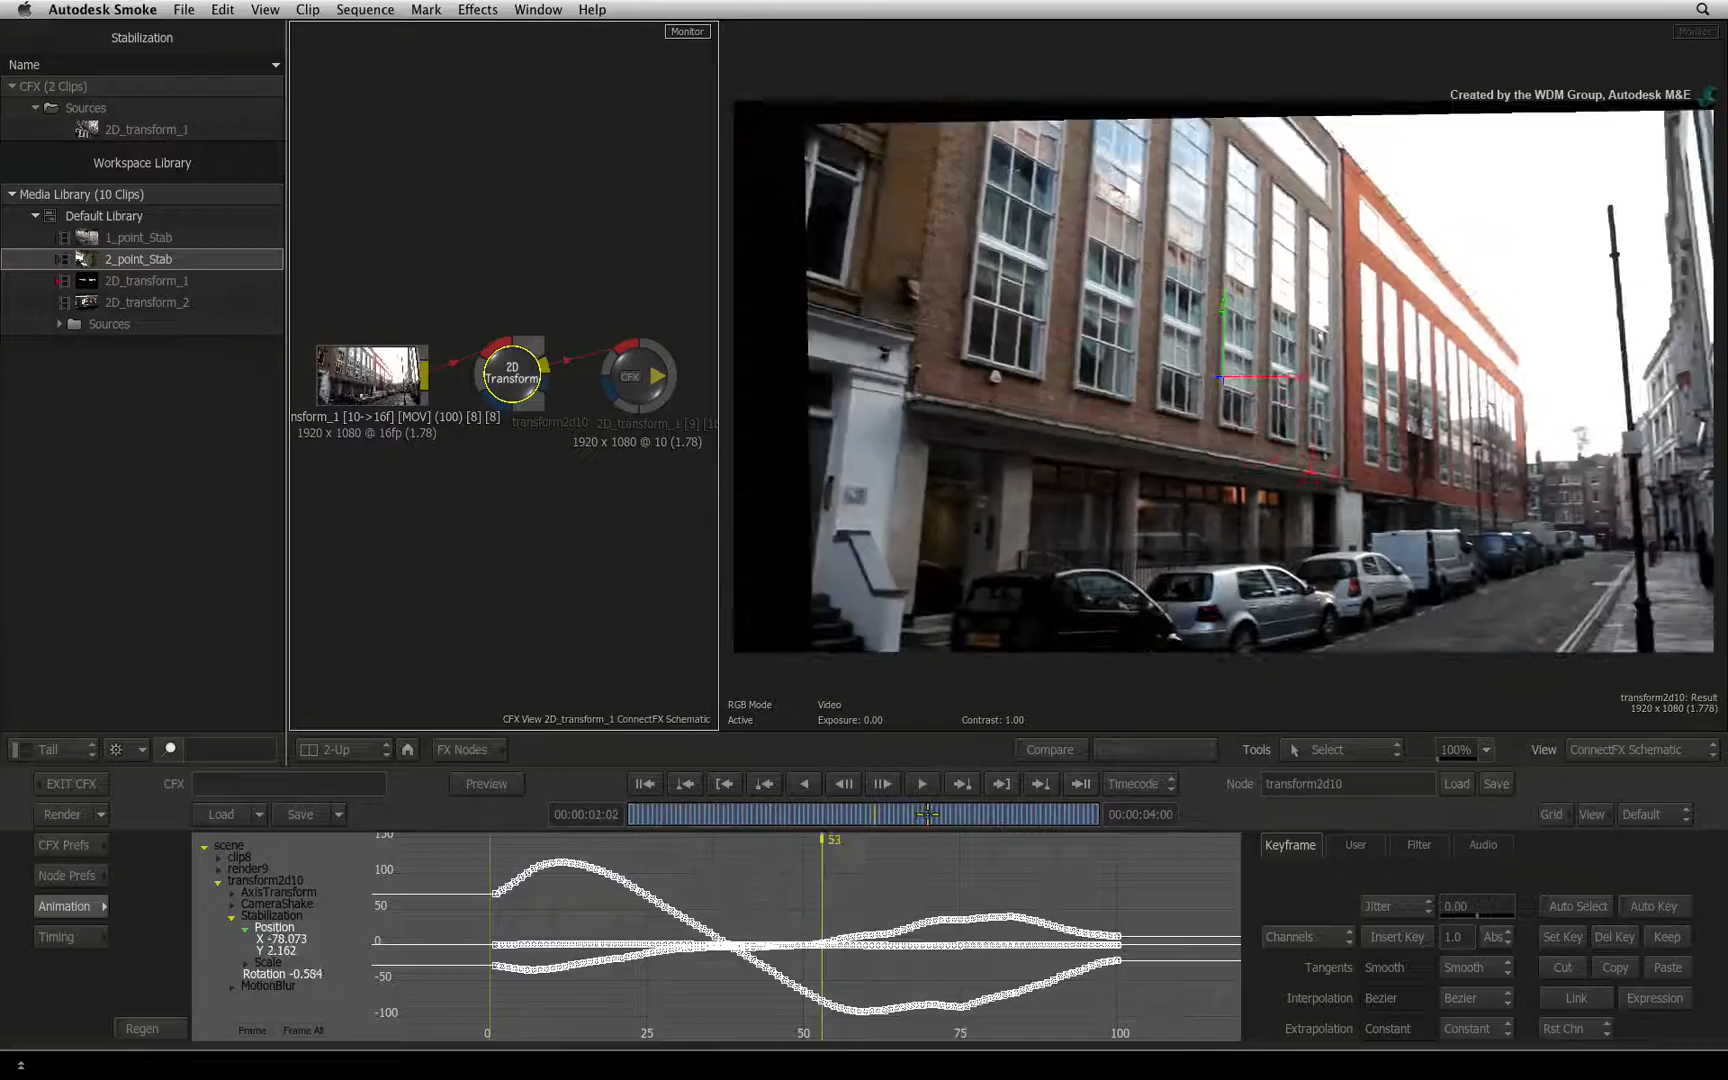 Autodesk Smoke File Edit View Clip Sequence Mark Effects Window Help
Stabilization
Name
CFX (2 Clips)
Sources
2D_transform_1
Workspace Library
Media Library (10 Clips)
Default Library
1_point_Stab
2_point_Stab
2D_transform_1
2D_transform_2
Sources
Monitor
2D
Transform
CFX
nsform_1 [10->16f] [MOV] (100) [8] [8]
transform2d10
1920 x 1080 @ 16fp (1.78)
1920 x 1080 @ 10 (1.78)
CFX View 2D_transform_1 ConnectFX Schematic
Monitor
Created by the WDM Group, Autodesk M&E
RGB Mode Video
Active Exposure: 0.00 Contrast: 1.00
transform2d10: Result
1920 x 1080 (1.778)
Tall 2-Up FX Nodes Compare Tools Select 100% View ConnectFX Schematic
EXIT CFX CFX Preview Timecode Node transform2d10 Load Save
Render Load Save 00:00:02:02 00:00:04:00 Grid View Default
CFX Prefs
Node Prefs
Animation
Timing
Regen
scene
clip8
render9
transform2d10
AxisTransform
CameraShake
Stabilization
Position
X -78.073
Y 2.162
Scale
Rotation -0.584
MotionBlur
Frame Frame All
150
100
50
0
-50
-100
53
0 25 50 75 100
Keyframe User Filter Audio
Jitter 0.00 Auto Select Auto Key
Channels Insert Key 1.0 Abs Set Key Del Key Keep
Tangents Smooth Smooth Cut Copy Paste
Interpolation Bezier Bezier Link Expression
Extrapolation Constant Constant Rst Chn